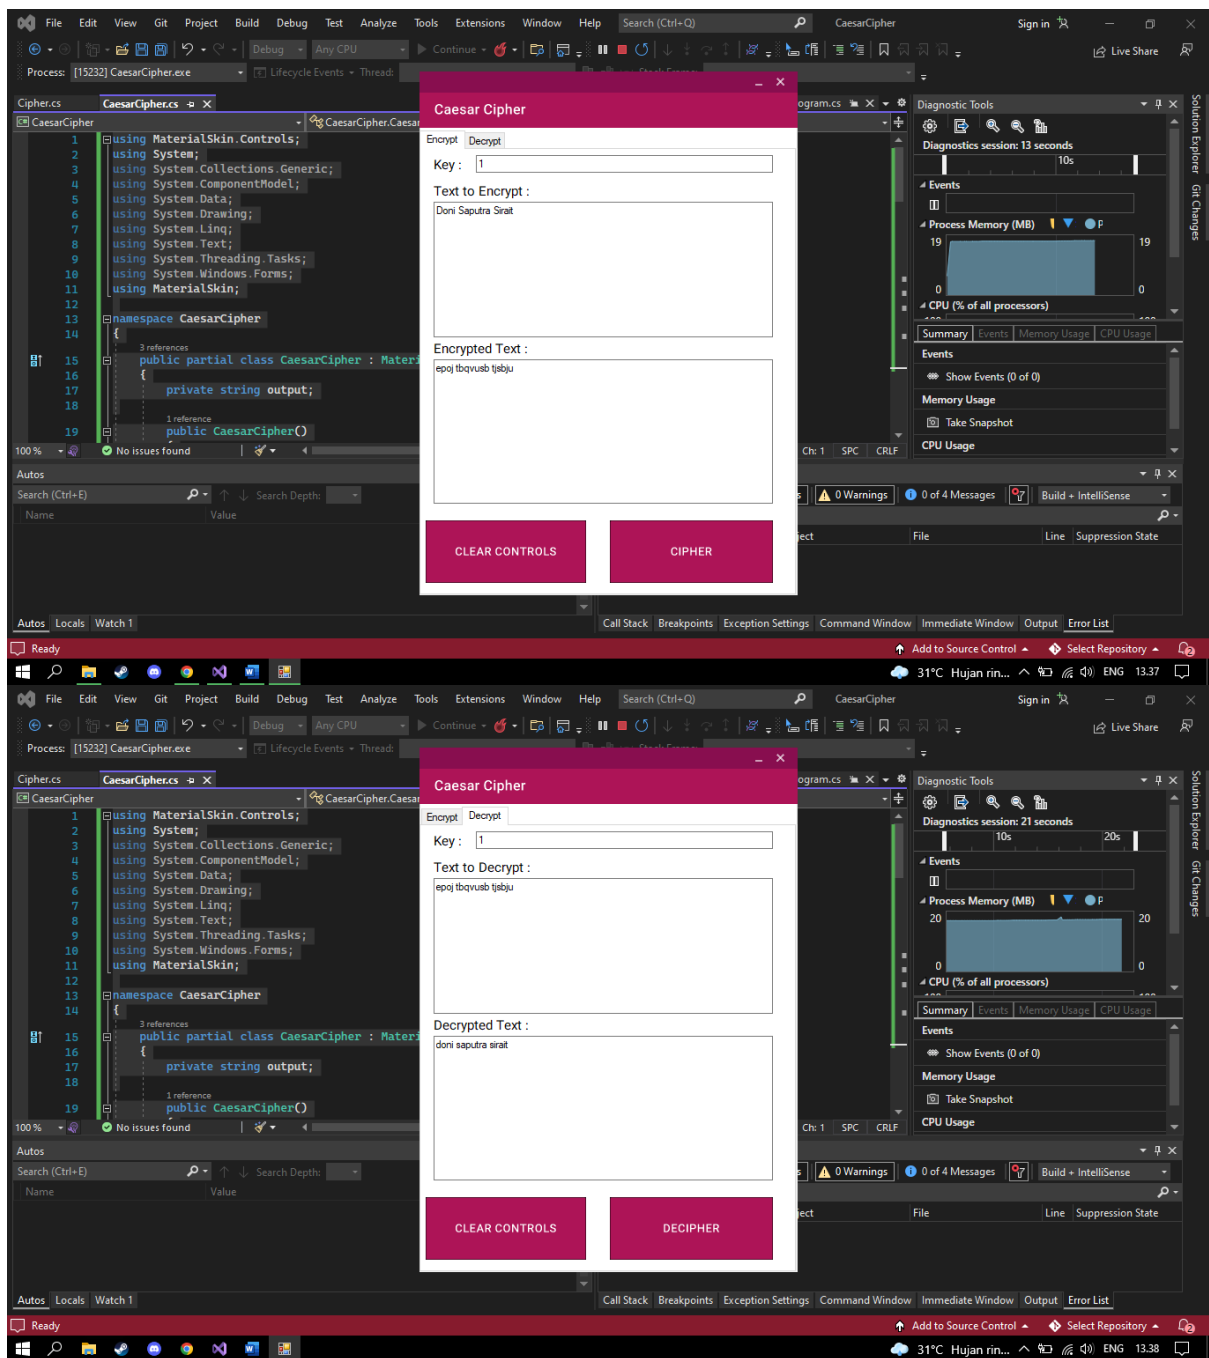 File Edit View Git Project Build Debug Test Analyze Tools Extensions Window Help Search (Ctrl+Q) CaesarCipher Sign in
Debug Any CPU Continue Live Share
Process: [15232] CaesarCipher.exe Lifecycle Events Thread:
Cipher.cs CaesarCipher.cs ogram.cs
CaesarCipher CaesarCipher.Caesar
1 using MaterialSkin.Controls;
2 using System;
3 using System.Collections.Generic;
4 using System.ComponentModel;
5 using System.Data;
6 using System.Drawing;
7 using System.Linq;
8 using System.Text;
9 using System.Threading.Tasks;
10 using System.Windows.Forms;
11 using MaterialSkin;
12
13 namespace CaesarCipher
14 {
3 references
15 public partial class CaesarCipher : Materi
16 {
17 private string output;
18
1 reference
19 public CaesarCipher()
100 % No issues found Ch: 1 SPC CRLF
Caesar Cipher
Encrypt Decrypt
Key : 1
Text to Encrypt :
Doni Saputra Sirait
Encrypted Text :
epoj tbqvusb tjsbju
CLEAR CONTROLS CIPHER
Diagnostic Tools
Diagnostics session: 13 seconds
10s
Events
Process Memory (MB) P
19 19
0 0
CPU (% of all processors)
Summary Events Memory Usage CPU Usage
Events
Show Events (0 of 0)
Memory Usage
Take Snapshot
CPU Usage
Solution Explorer
Git Changes
Autos
Search (Ctrl+E) Search Depth:
Name Value
s 0 Warnings 0 of 4 Messages Build + IntelliSense
ject File Line Suppression State
Autos Locals Watch 1 Call Stack Breakpoints Exception Settings Command Window Immediate Window Output Error List
Ready Add to Source Control Select Repository 2
31°C Hujan rin... ENG 13.37
File Edit View Git Project Build Debug Test Analyze Tools Extensions Window Help Search (Ctrl+Q) CaesarCipher Sign in
Debug Any CPU Continue Live Share
Process: [15232] CaesarCipher.exe Lifecycle Events Thread:
Cipher.cs CaesarCipher.cs ogram.cs
CaesarCipher CaesarCipher.Caesar
1 using MaterialSkin.Controls;
2 using System;
3 using System.Collections.Generic;
4 using System.ComponentModel;
5 using System.Data;
6 using System.Drawing;
7 using System.Linq;
8 using System.Text;
9 using System.Threading.Tasks;
10 using System.Windows.Forms;
11 using MaterialSkin;
12
13 namespace CaesarCipher
14 {
3 references
15 public partial class CaesarCipher : Materi
16 {
17 private string output;
18
1 reference
19 public CaesarCipher()
100 % No issues found Ch: 1 SPC CRLF
Caesar Cipher
Encrypt Decrypt
Key : 1
Text to Decrypt :
epoj tbqvusb tjsbju
Decrypted Text :
doni saputra sirait
CLEAR CONTROLS DECIPHER
Diagnostic Tools
Diagnostics session: 21 seconds
10s 20s
Events
Process Memory (MB) P
20 20
0 0
CPU (% of all processors)
Summary Events Memory Usage CPU Usage
Events
Show Events (0 of 0)
Memory Usage
Take Snapshot
CPU Usage
Solution Explorer
Git Changes
Autos
Search (Ctrl+E) Search Depth:
Name Value
s 0 Warnings 0 of 4 Messages Build + IntelliSense
ject File Line Suppression State
Autos Locals Watch 1 Call Stack Breakpoints Exception Settings Command Window Immediate Window Output Error List
Ready Add to Source Control Select Repository 2
31°C Hujan rin... ENG 13.38